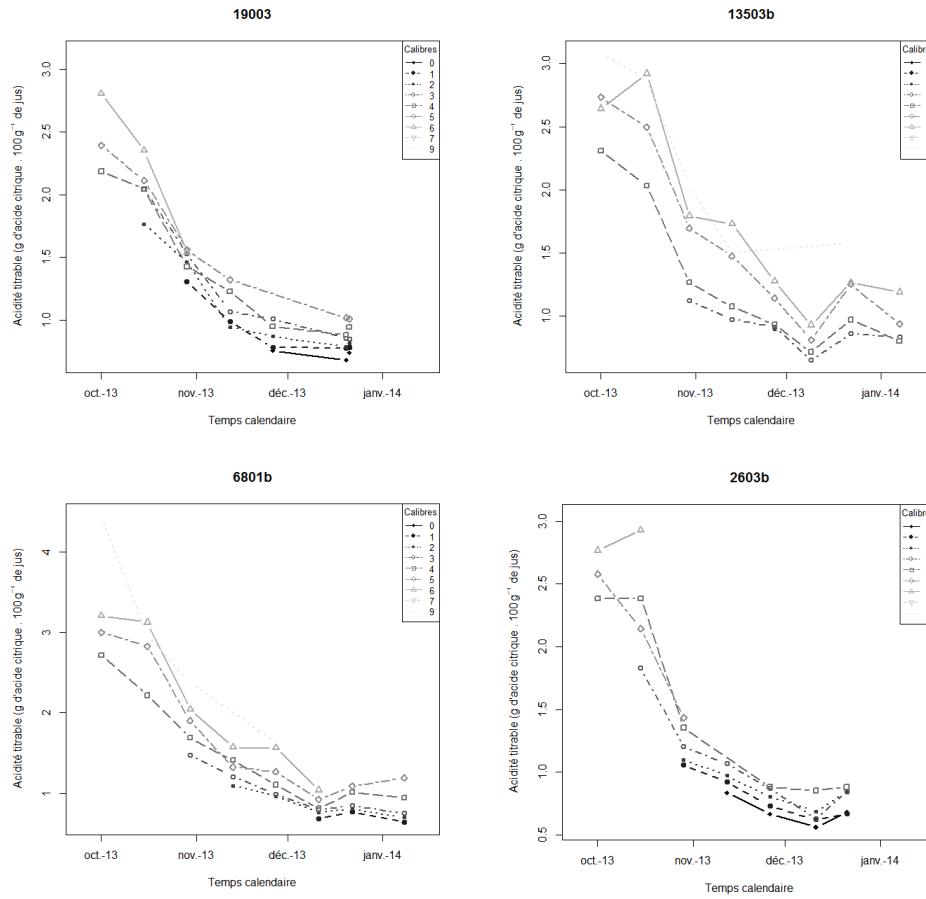 19003
3.0
2.5
2.0
1.5
1.0
Acidité titrable (g d'acide citrique . 100g⁻¹ de jus)
Calibres
0
1
2
3
4
5
6
7
9
oct.-13 nov.-13 déc.-13 janv.-14
Temps calendaire
13503b
3.0
2.5
2.0
1.5
1.0
Acidité titrable (g d'acide citrique . 100g⁻¹ de jus)
Calibre
oct.-13 nov.-13 déc.-13 janv.-14
Temps calendaire
6801b
4
3
2
1
Acidité titrable (g d'acide citrique . 100g⁻¹ de jus)
Calibres
0
1
2
3
4
5
6
7
9
oct.-13 nov.-13 déc.-13 janv.-14
Temps calendaire
2603b
3.0
2.5
2.0
1.5
1.0
0.5
Acidité titrable (g d'acide citrique . 100g⁻¹ de jus)
Calibre
oct.-13 nov.-13 déc.-13 janv.-14
Temps calendaire